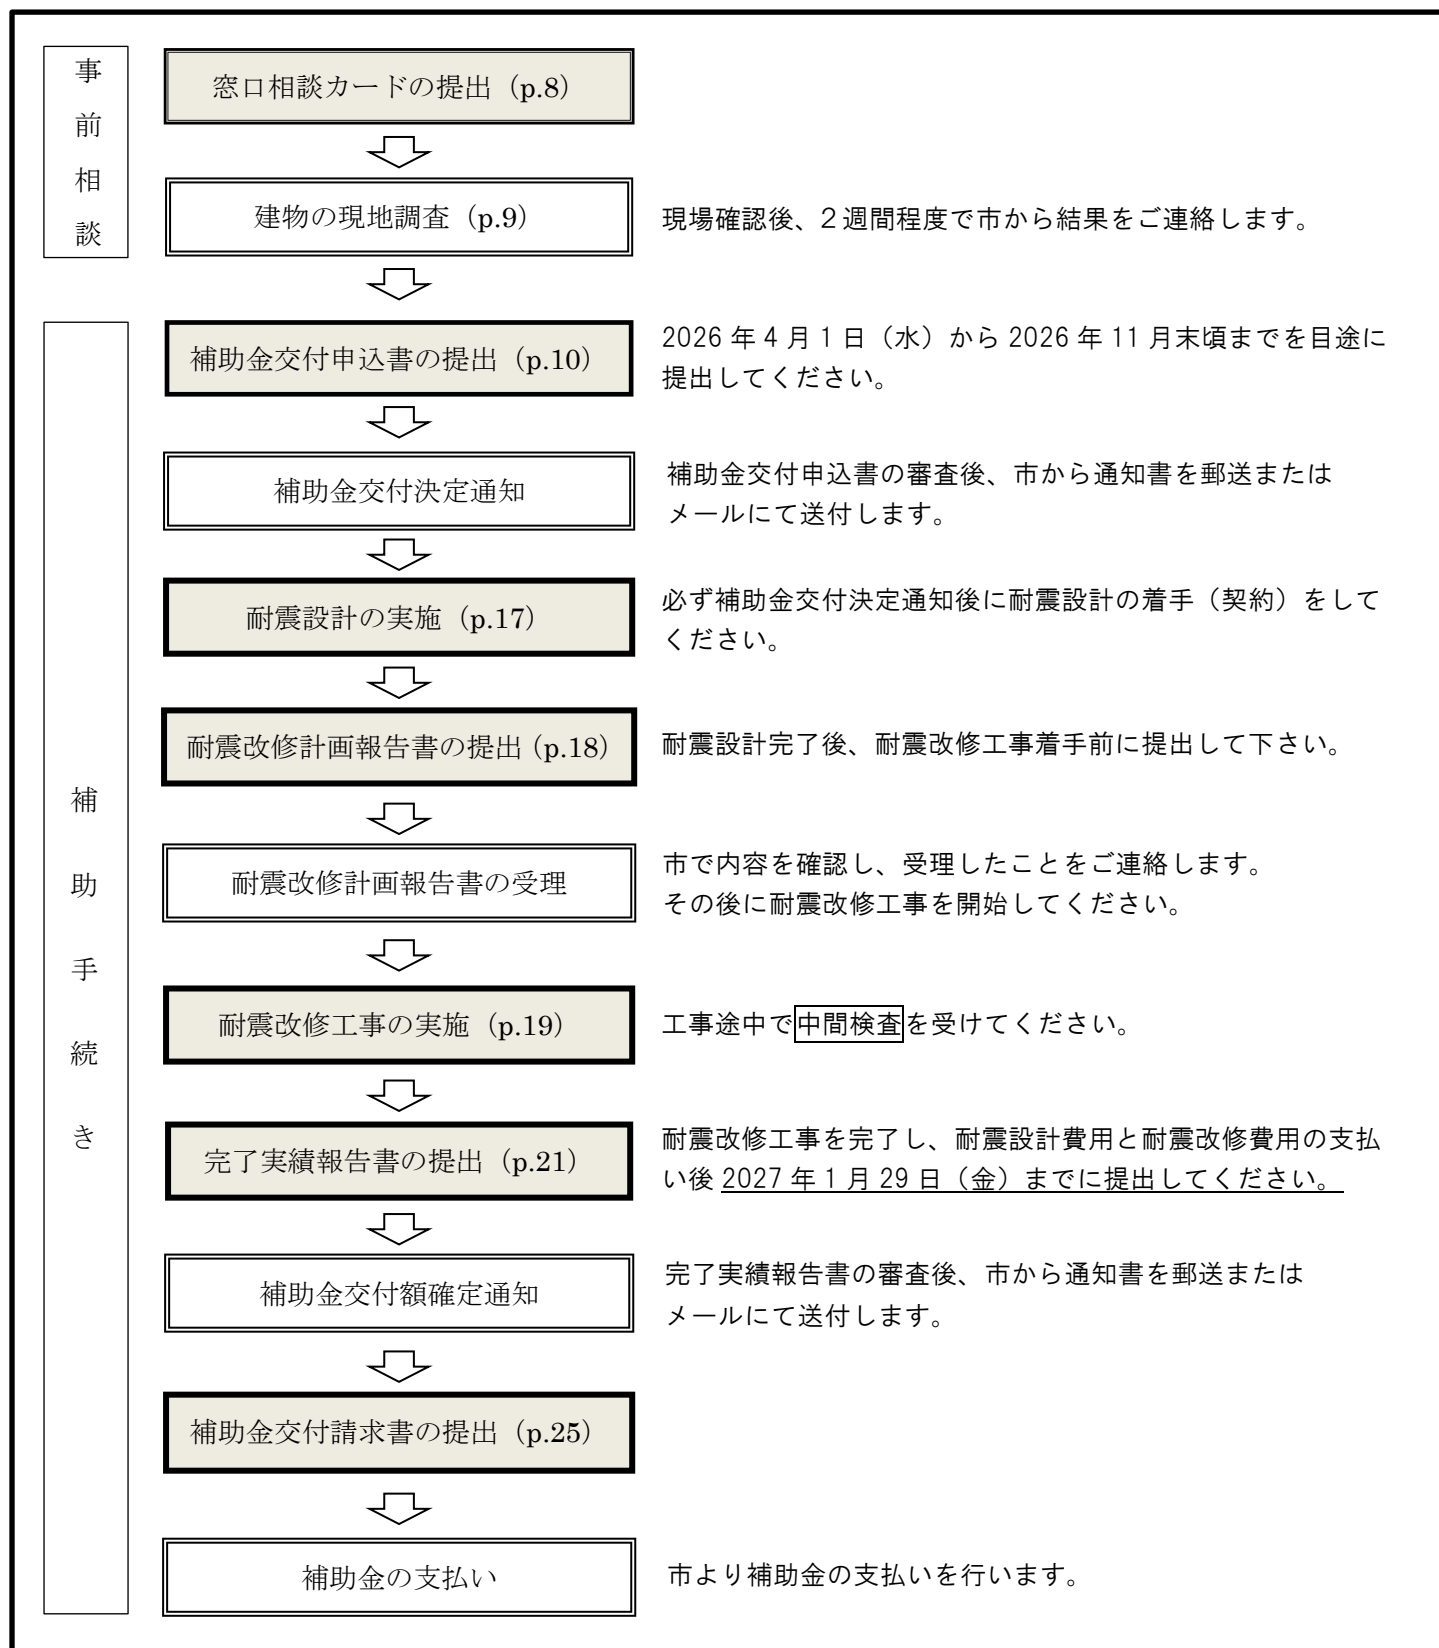 事前相談
窓口相談カードの提出（p.8）
建物の現地調査（p.9）
現場確認後、２週間程度で市から結果をご連絡します。
補助手続き
補助金交付申込書の提出（p.10）
2026 年 4 月 1 日（水）から 2026 年 11 月末頃までを目途に
提出してください。
補助金交付決定通知
補助金交付申込書の審査後、市から通知書を郵送または
メールにて送付します。
耐震設計の実施（p.17）
必ず補助金交付決定通知後に耐震設計の着手（契約）をして
ください。
耐震改修計画報告書の提出（p.18）
耐震設計完了後、耐震改修工事着手前に提出して下さい。
耐震改修計画報告書の受理
市で内容を確認し、受理したことをご連絡します。
その後に耐震改修工事を開始してください。
耐震改修工事の実施（p.19）
工事途中で中間検査を受けてください。
完了実績報告書の提出（p.21）
耐震改修工事を完了し、耐震設計費用と耐震改修費用の支払
い後 2027 年 1 月 29 日（金）までに提出してください。
補助金交付額確定通知
完了実績報告書の審査後、市から通知書を郵送または
メールにて送付します。
補助金交付請求書の提出（p.25）
補助金の支払い
市より補助金の支払いを行います。